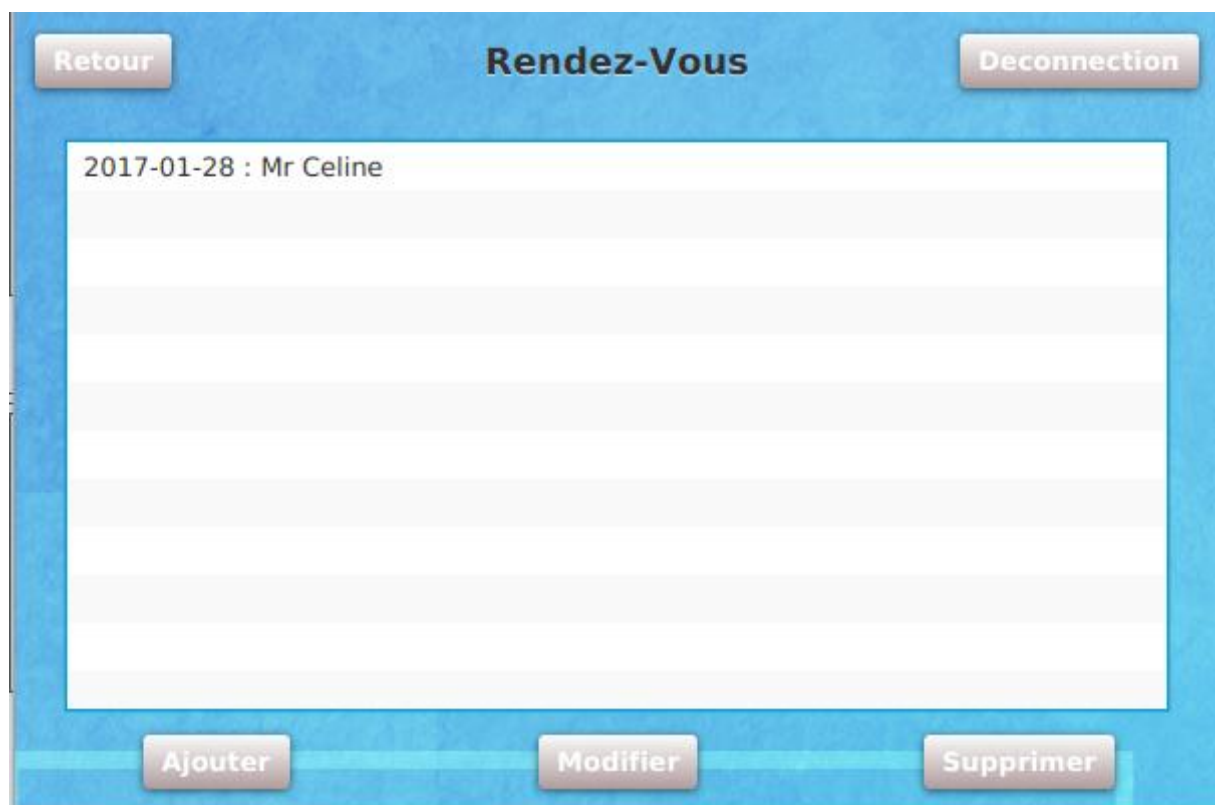 Retour
Rendez-Vous
Deconnection
2017-01-28 : Mr Celine
Ajouter
Modifier
Supprimer